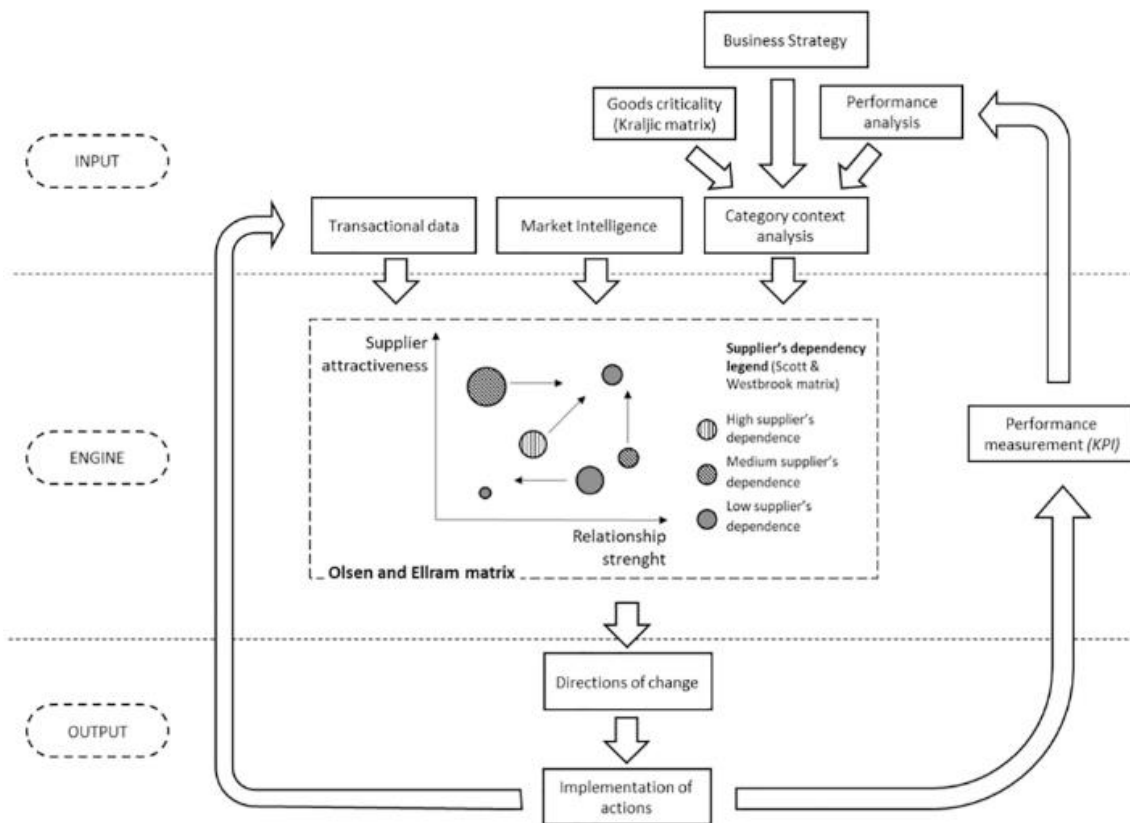 Business Strategy
Goods criticality
(Kraljic matrix)
Performance
analysis
INPUT
Transactional data
Market Intelligence
Category context
analysis
Supplier
attractiveness
Supplier's dependency
legend (Scott &
Westbrook matrix)
High supplier's
dependence
Medium supplier's
dependence
Low supplier's
dependence
Relationship
strenght
Olsen and Ellram matrix
ENGINE
Performance
measurement (KPI)
Directions of change
OUTPUT
Implementation of
actions